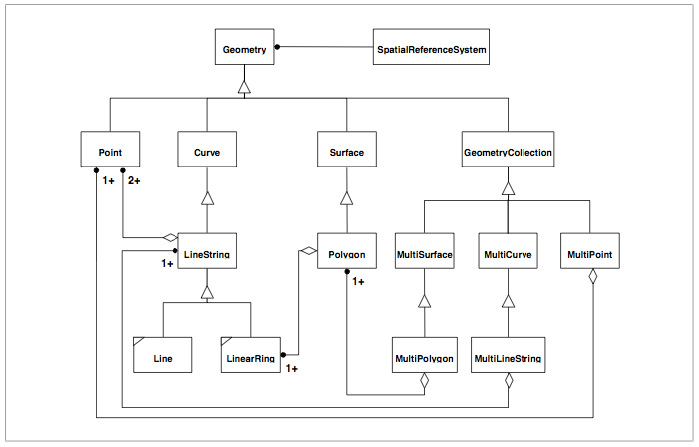 Geometry
SpatialReferenceSystem
Point
Curve
Surface
GeometryCollection
1+
2+
LineString
Polygon
MultiSurface
MultiCurve
MultiPoint
1+
1+
Line
LinearRing
MultiPolygon
MultiLineString
1+